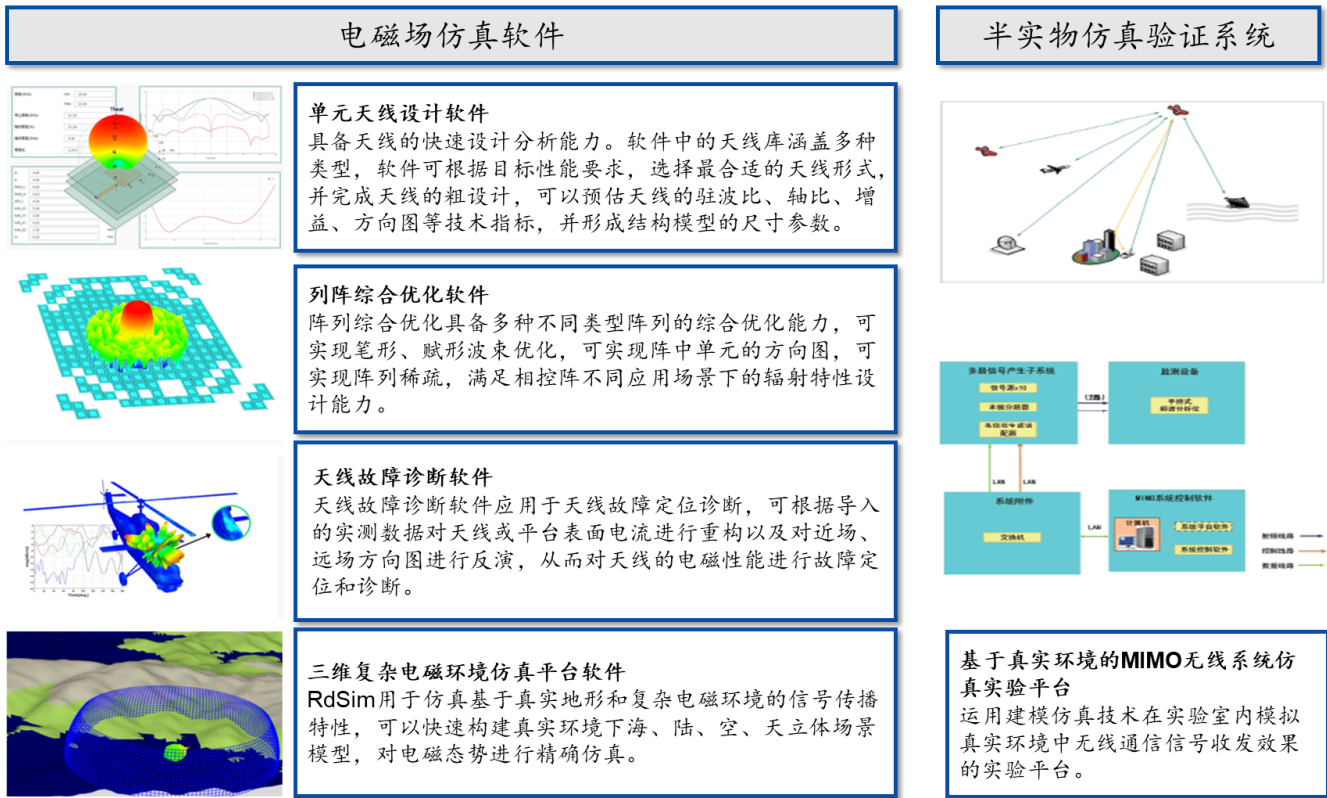 电磁场仿真软件
半实物仿真验证系统
单元天线设计软件
具备天线的快速设计分析能力。软件中的天线库涵盖多种
类型，软件可根据目标性能要求，选择最合适的天线形式，
并完成天线的粗设计，可以预估天线的驻波比、轴比、增
益、方向图等技术指标，并形成结构模型的尺寸参数。
列阵综合优化软件
阵列综合优化具备多种不同类型阵列的综合优化能力，可
实现笔形、赋形波束优化，可实现阵中单元的方向图，可
实现阵列稀疏，满足相控阵不同应用场景下的辐射特性设
计能力。
天线故障诊断软件
天线故障诊断软件应用于天线故障定位诊断，可根据导入
的实测数据对天线或平台表面电流进行重构以及对近场、
远场方向图进行反演，从而对天线的电磁性能进行故障定
位和诊断。
三维复杂电磁环境仿真平台软件
RdSim用于仿真基于真实地形和复杂电磁环境的信号传播
特性，可以快速构建真实环境下海、陆、空、天立体场景
模型，对电磁态势进行精确仿真。
多路信号产生子系统
信号源x10
本振分路器
监测设备
手持式
频谱分析仪
LAN
LAN
系统附件
交换机
LAN
MIMO系统控制软件
计算机
系统平台软件
系统控制软件
射频线路
控制线路
数据线路
基于真实环境的MIMO无线系统仿
真实验平台
运用建模仿真技术在实验室内模拟
真实环境中无线通信信号收发效果
的实验平台。